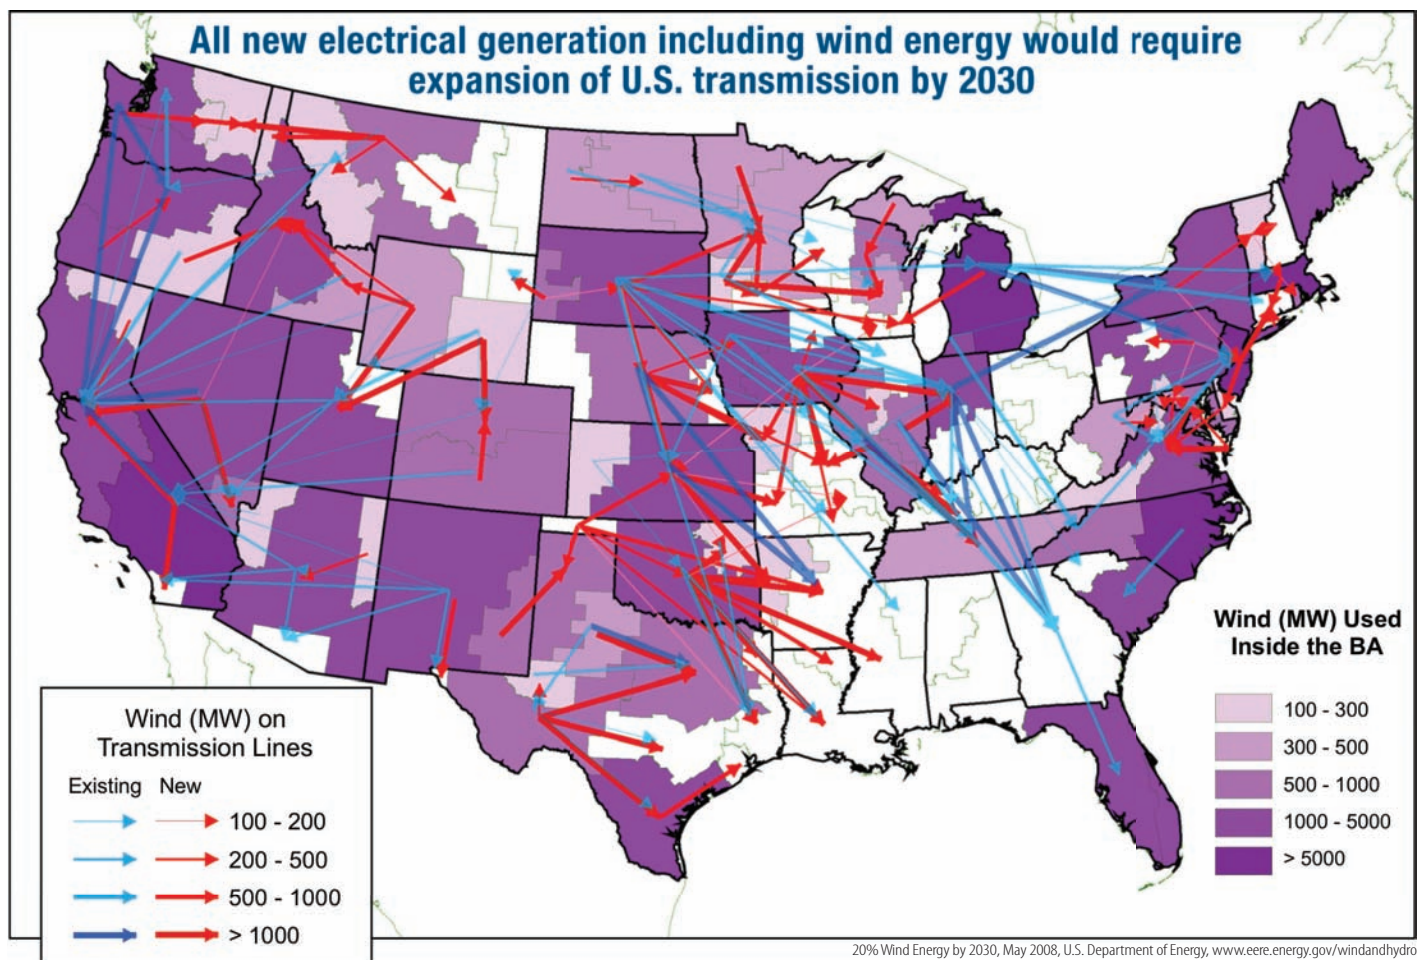 All new electrical generation including wind energy would require
expansion of U.S. transmission by 2030
Wind (MW) Used
Inside the BA
100 - 300
300 - 500
500 - 1000
1000 - 5000
> 5000
Wind (MW) on
Transmission Lines
Existing New
100 - 200
200 - 500
500 - 1000
> 1000
20% Wind Energy by 2030, May 2008, U.S. Department of Energy, www.eere.energy.gov/windandhydro